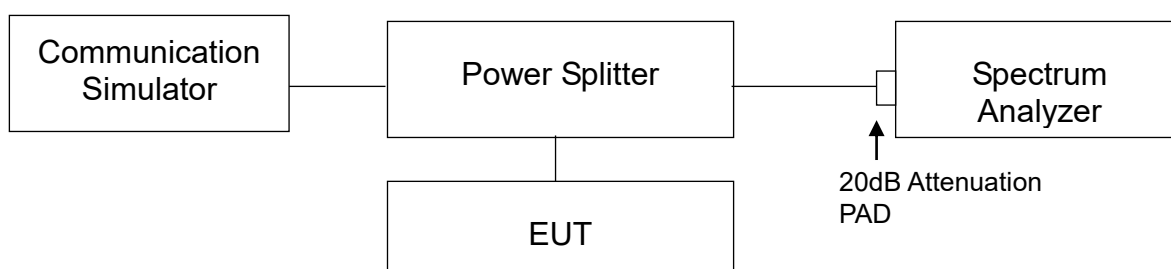 Communication
Simulator
Power Splitter
Spectrum
Analyzer
20dB Attenuation
PAD
EUT